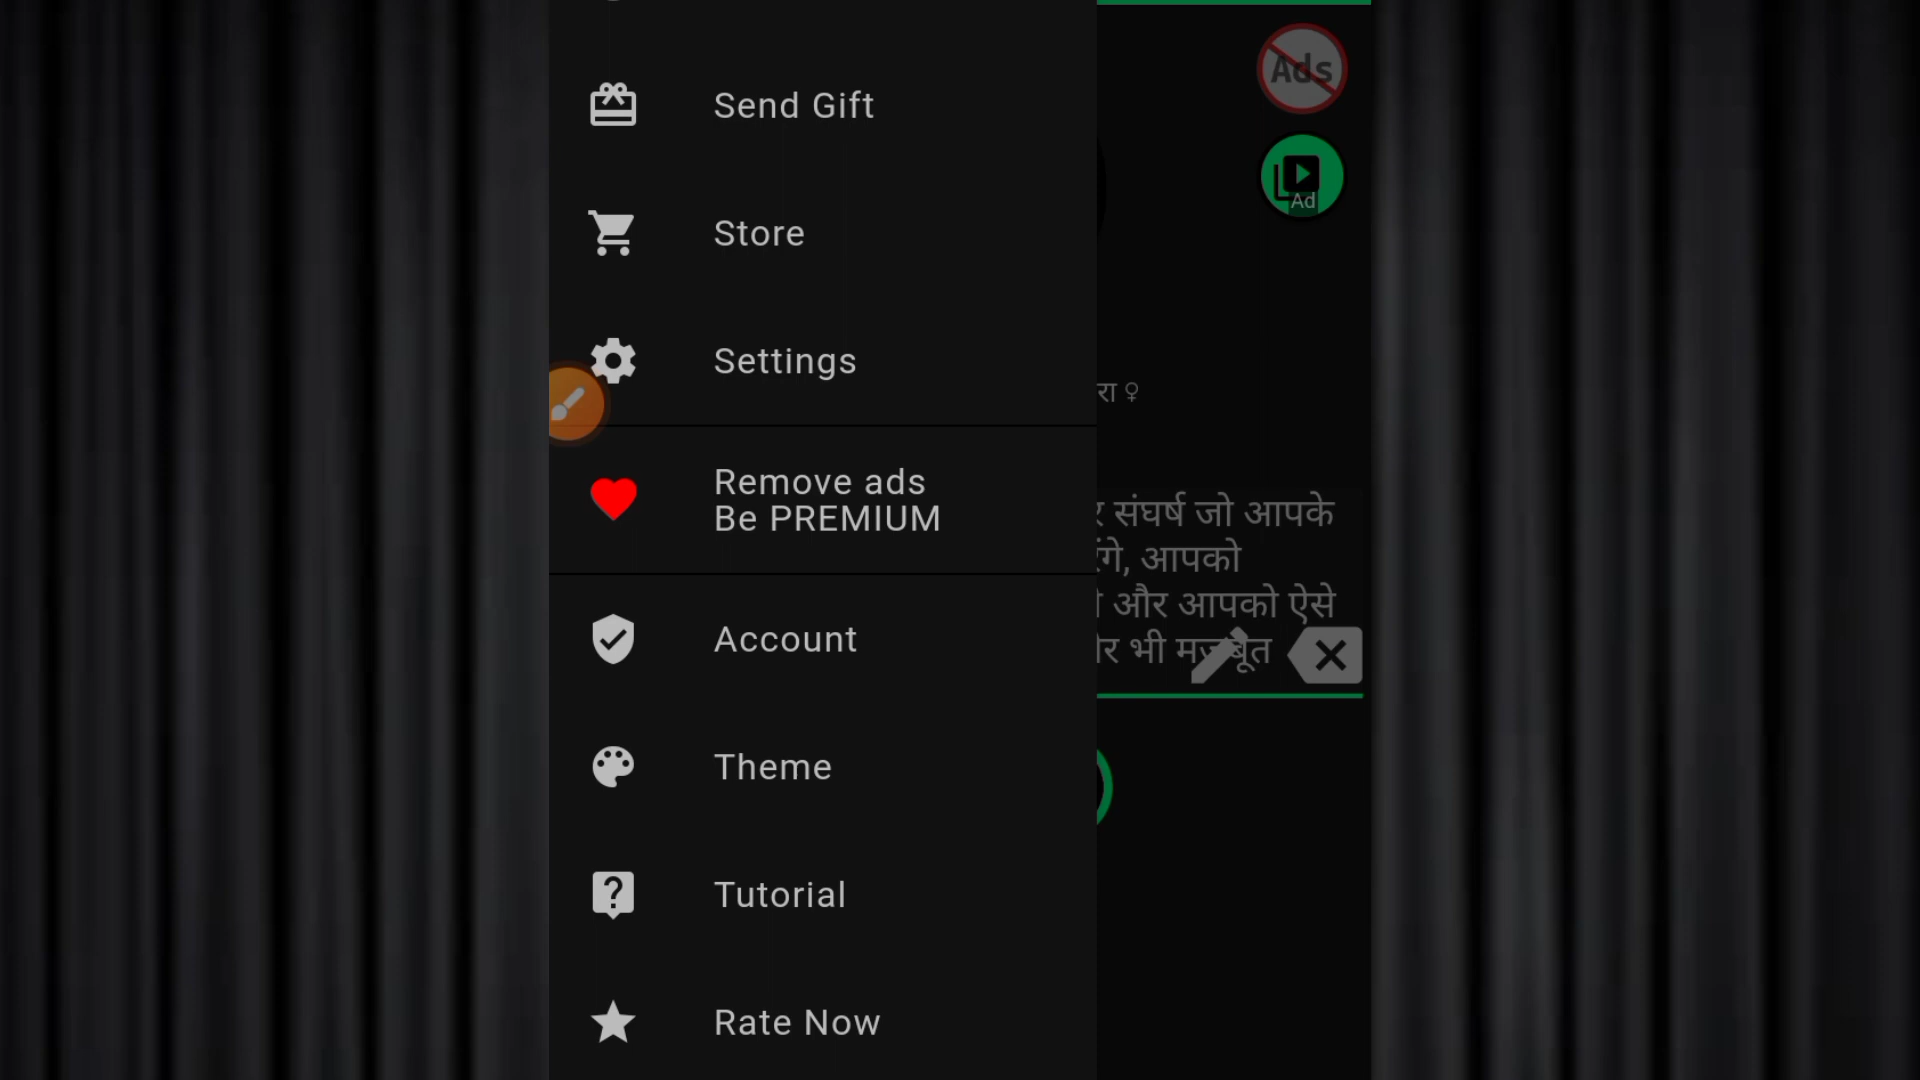 Send Gift
Store
Settings
Remove ads
Be PREMIUM
Account
Theme
Tutorial
Rate Now
Ads
Ad
रा ♀
संघर्ष जो आपके
आपको
और आपको ऐसे
भी मजबूत